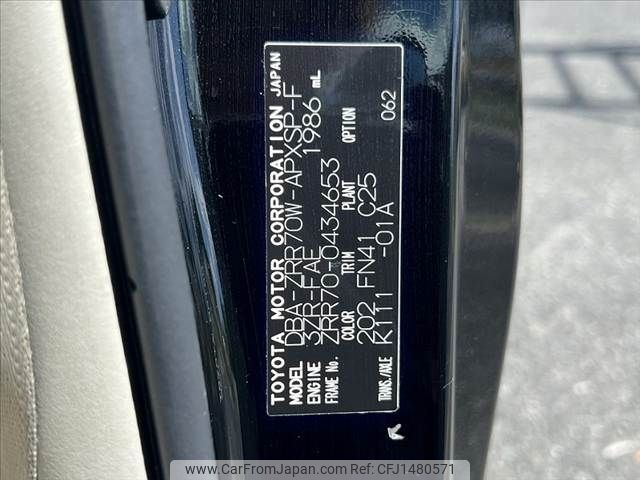 TOYOTA MOTOR CORPORATION JAPAN
MODEL DBA-ZRR70W-APXSP-F
ENGINE 3ZR-FAE 1986 mL
FRAME No. ZRR70-0434653
COLOR TRIM PLANT OPTION
202 FN41 C25 062
TRANS./AXLE K111 -01A
www.CarFromJapan.com @CarFromJapan CFJ1480571